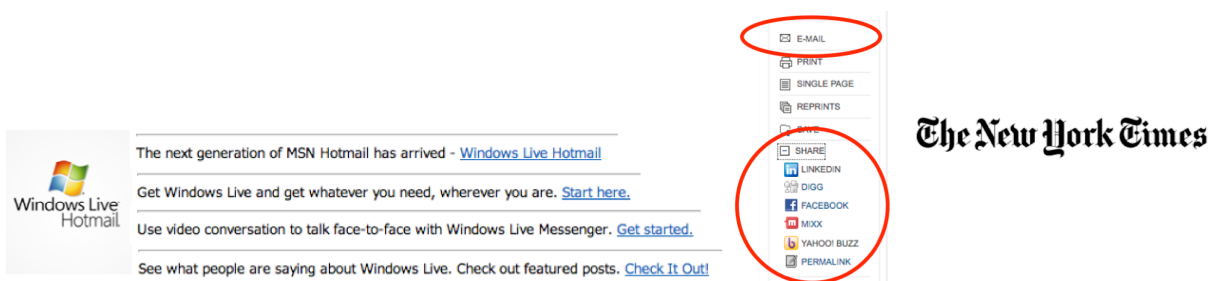 Windows Live
Hotmail
The next generation of MSN Hotmail has arrived - Windows Live Hotmail
Get Windows Live and get whatever you need, wherever you are. Start here.
Use video conversation to talk face-to-face with Windows Live Messenger. Get started.
See what people are saying about Windows Live. Check out featured posts. Check It Out!
E-MAIL
PRINT
SINGLE PAGE
REPRINTS
SAVE
SHARE
LINKEDIN
DIGG
FACEBOOK
MIXX
YAHOO! BUZZ
PERMALINK
The New York Times